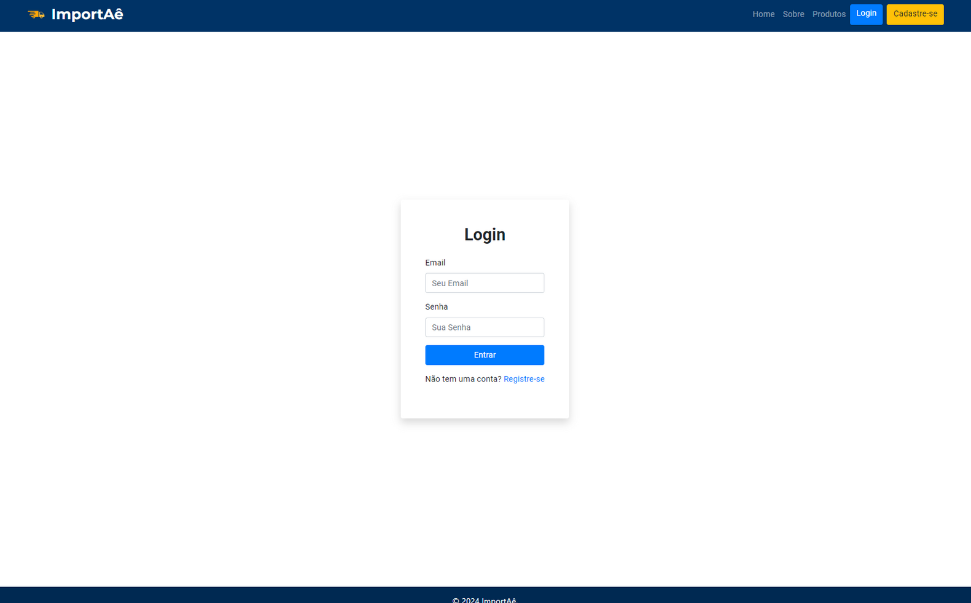 ImportAê
Home Sobre Produtos Login Cadastre-se
Login
Email
Seu Email
Senha
Sua Senha
Entrar
Não tem uma conta? Registre-se
© 2024 ImportAê